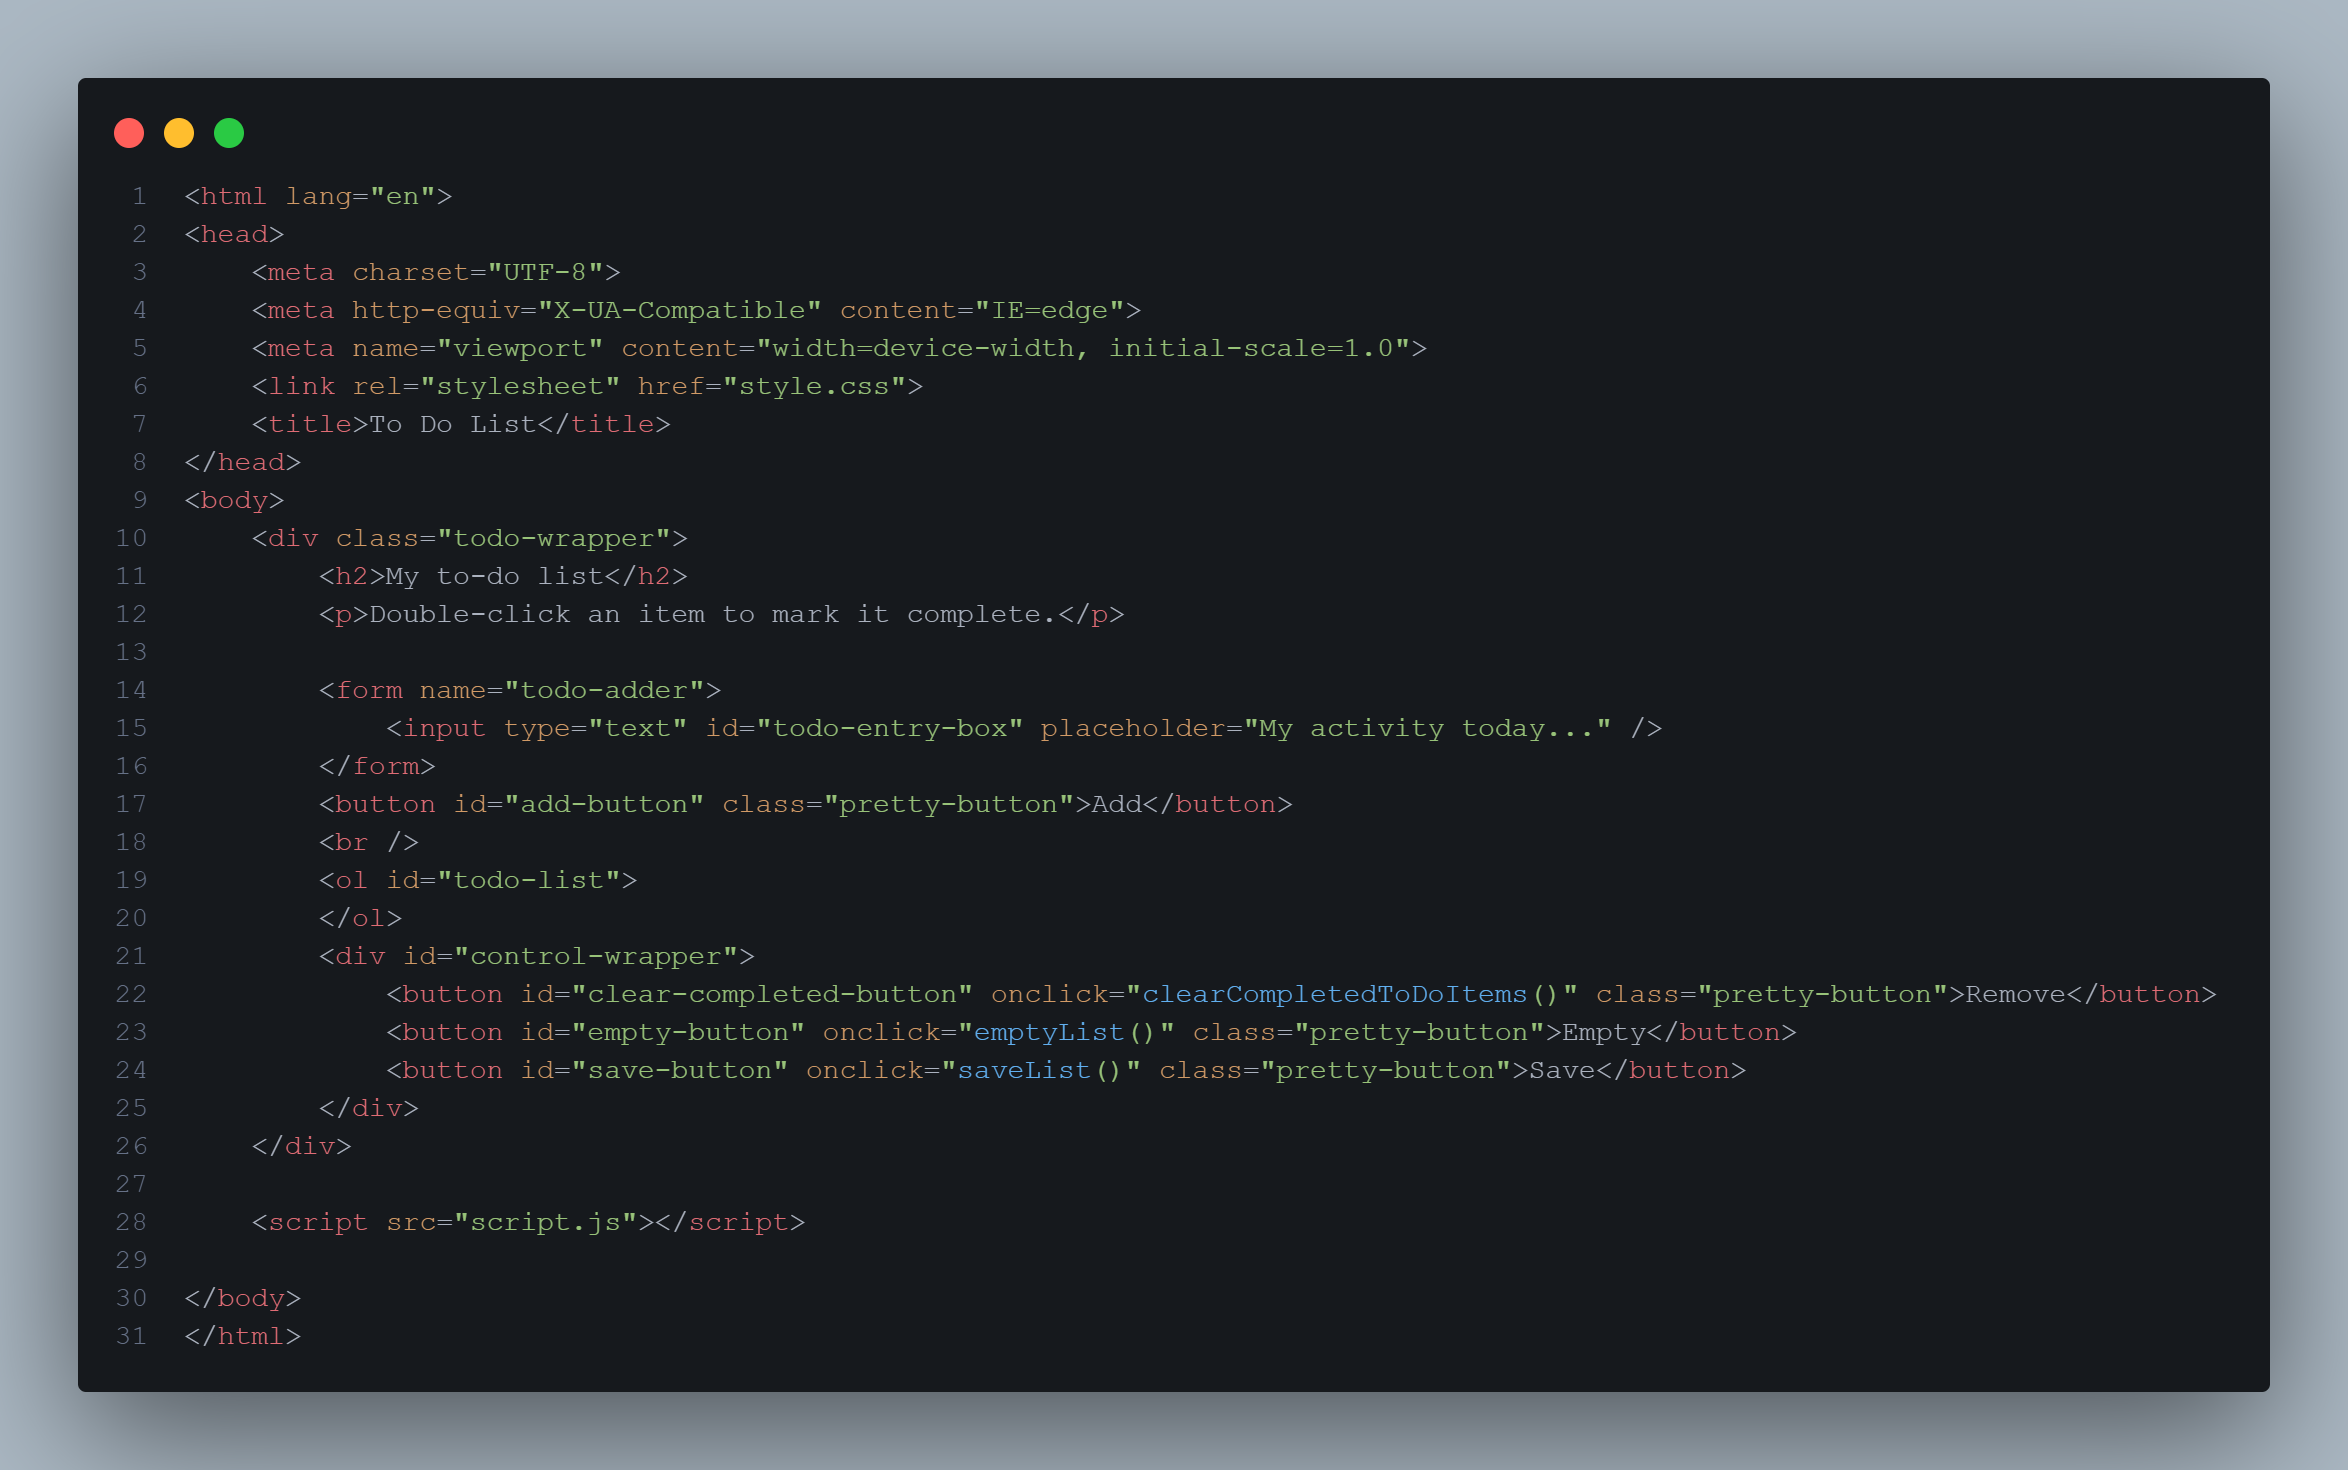 1 <html lang="en">
2 <head>
3     <meta charset="UTF-8">
4     <meta http-equiv="X-UA-Compatible" content="IE=edge">
5     <meta name="viewport" content="width=device-width, initial-scale=1.0">
6     <link rel="stylesheet" href="style.css">
7     <title>To Do List</title>
8 </head>
9 <body>
10     <div class="todo-wrapper">
11         <h2>My to-do list</h2>
12         <p>Double-click an item to mark it complete.</p>
13
14         <form name="todo-adder">
15             <input type="text" id="todo-entry-box" placeholder="My activity today..." />
16         </form>
17         <button id="add-button" class="pretty-button">Add</button>
18         <br />
19         <ol id="todo-list">
20         </ol>
21         <div id="control-wrapper">
22             <button id="clear-completed-button" onclick="clearCompletedToDoItems()" class="pretty-button">Remove</button>
23             <button id="empty-button" onclick="emptyList()" class="pretty-button">Empty</button>
24             <button id="save-button" onclick="saveList()" class="pretty-button">Save</button>
25         </div>
26     </div>
27
28     <script src="script.js"></script>
29
30 </body>
31 </html>